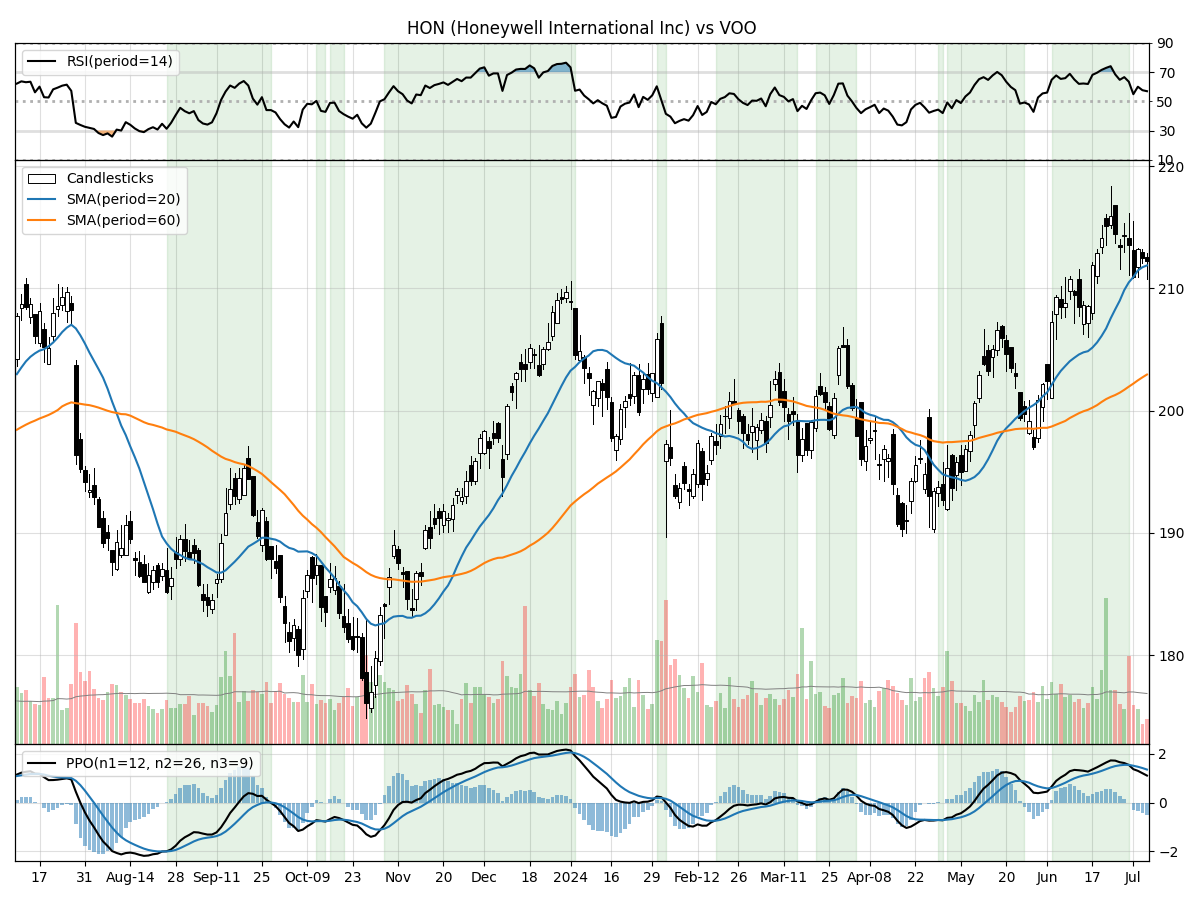 HON (Honeywell International Inc) vs VOO
RSI(period=14)
90
70
50
30
10
Candlesticks
SMA(period=20)
SMA(period=60)
220
210
200
190
180
PPO(n1=12, n2=26, n3=9)
2
0
−2
17 31 Aug-14 28 Sep-11 25 Oct-09 23 Nov 20 Dec 18 2024 16 29 Feb-12 26 Mar-11 25 Apr-08 22 May 20 Jun 17 Jul